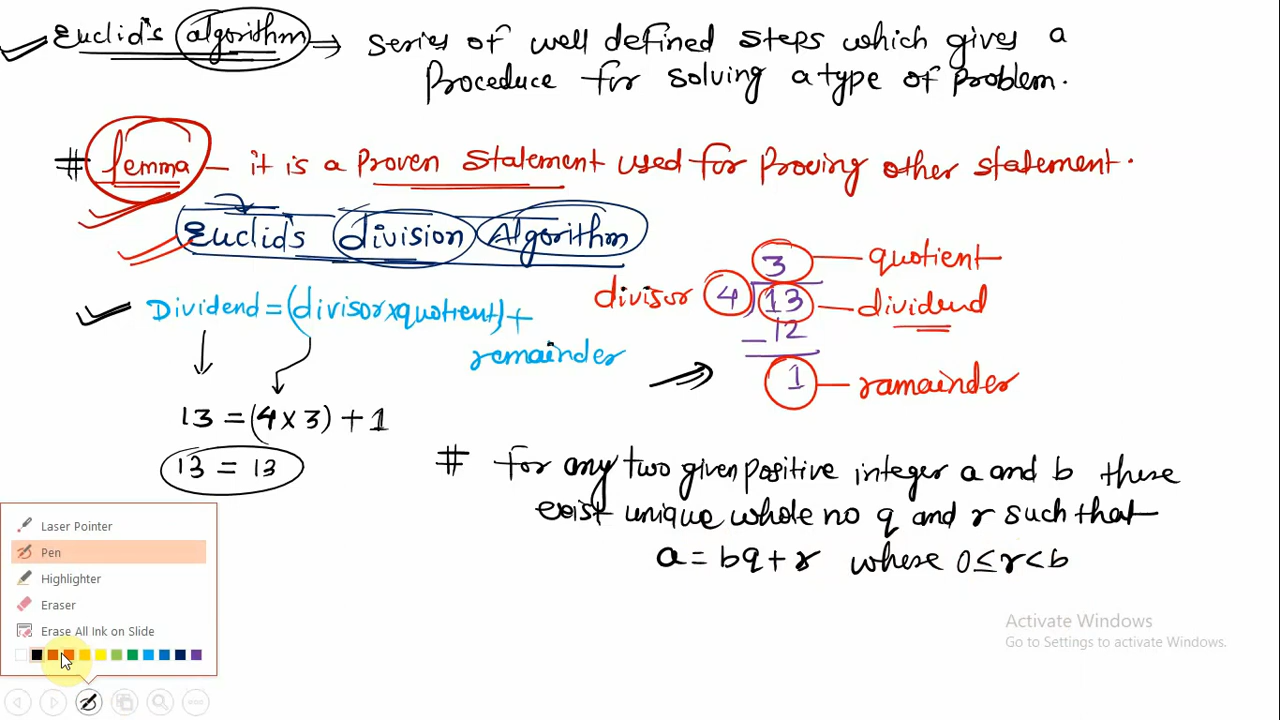 Euclid's algorithm ⇒ series of well defined steps which gives a
Proceduce for solving a type of Problem.
# lemma – it is a Proven statement used for Proving other statement.
Euclid's division Algorithm
Dividend = (divisor x quotient) +
remainder
13 = (4 x 3) + 1
13 = 13
3 — quotient
divisor 4 13 — dividend
- 12
1 — ramainder
# for any two given positive integer a and b these
exist unique whole no q and r such that
a = bq + r where 0 ≤ r < b
Laser Pointer
Pen
Highlighter
Eraser
Erase All Ink on Slide
Activate Windows
Go to Settings to activate Windows.